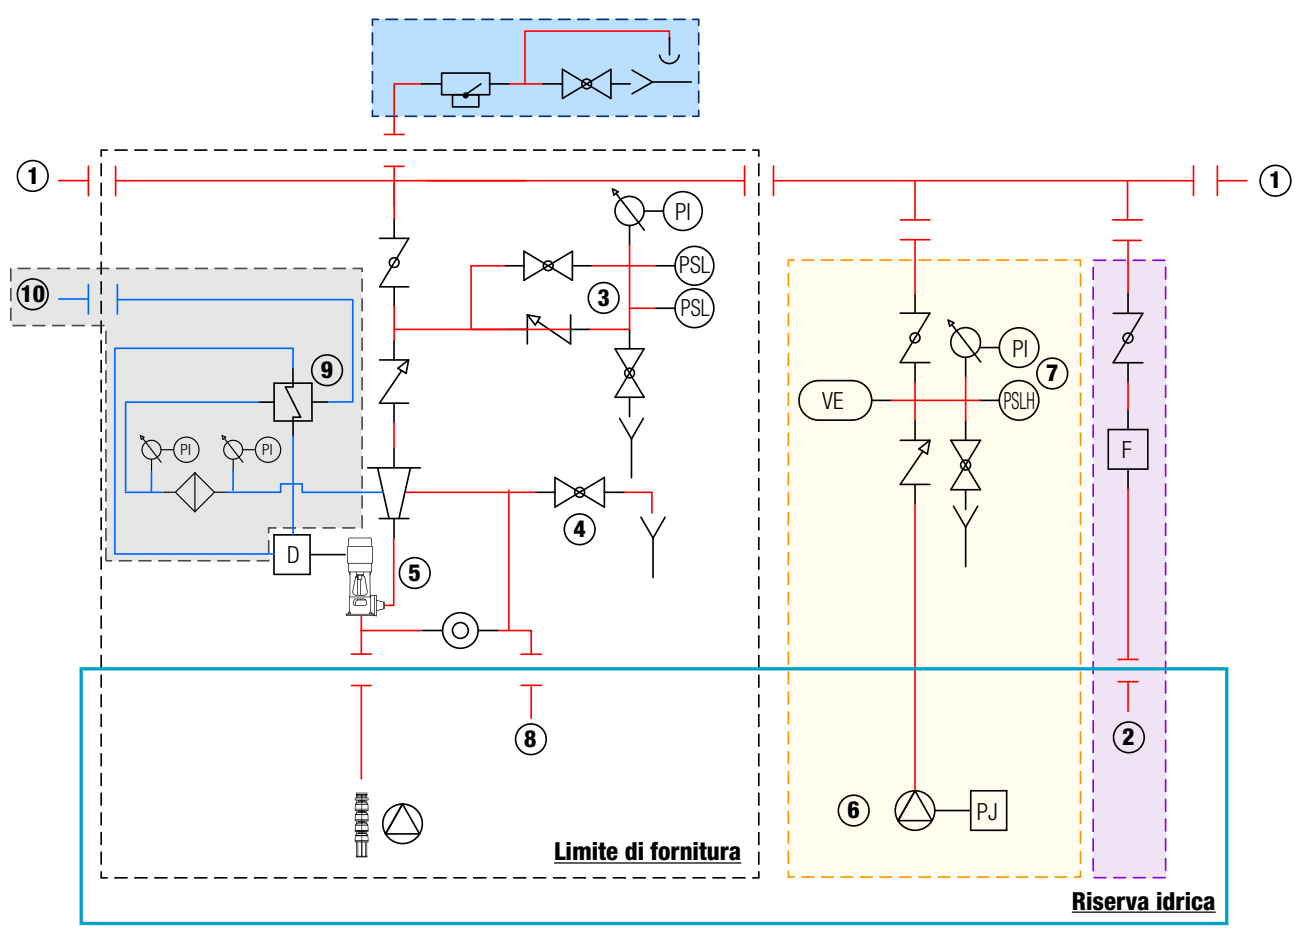 1
1
PI
PSL
10
3
PSL
PI
7
9
VE
PSLH
PI
PI
F
4
D
5
8
2
6
PJ
Limite di fornitura
Riserva idrica